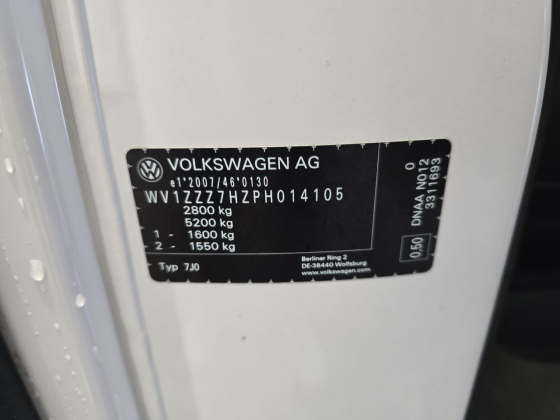 VOLKSWAGEN AG
e1*2007/46*0130
WV1ZZZ7HZPH014105
2800 kg
5200 kg
1 - 1600 kg
2 - 1550 kg
Typ 7J0
Berliner Ring 2
DE-38440 Wolfsburg
www.volkswagen.com
0,50
0
DNAA N012
3311693